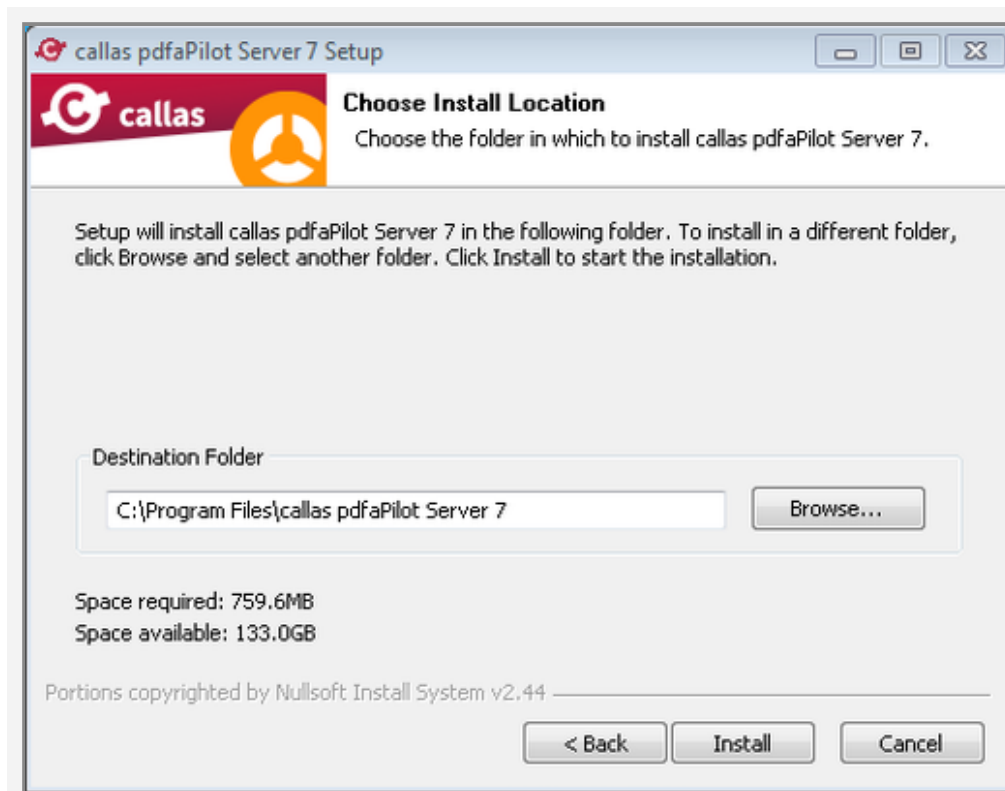 callas pdfaPilot Server 7 Setup
callas
Choose Install Location
Choose the folder in which to install callas pdfaPilot Server 7.
Setup will install callas pdfaPilot Server 7 in the following folder. To install in a different folder,
click Browse and select another folder. Click Install to start the installation.
Destination Folder
C:\Program Files\callas pdfaPilot Server 7
Browse...
Space required: 759.6MB
Space available: 133.0GB
Portions copyrighted by Nullsoft Install System v2.44
< Back
Install
Cancel